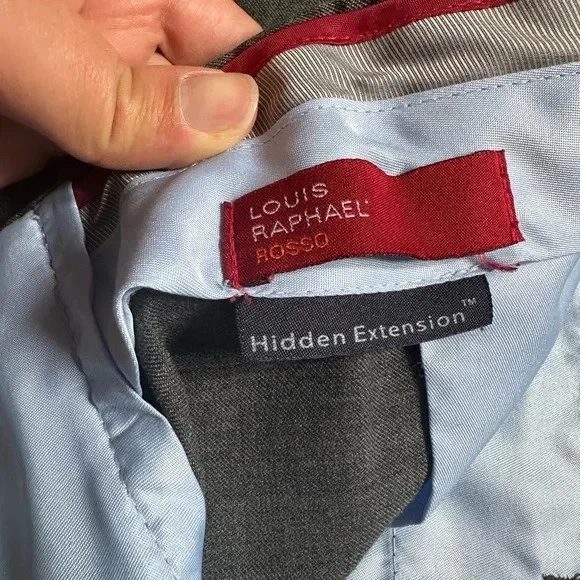 LOUIS
RAPHAEL
ROSSO
Hidden Extension™